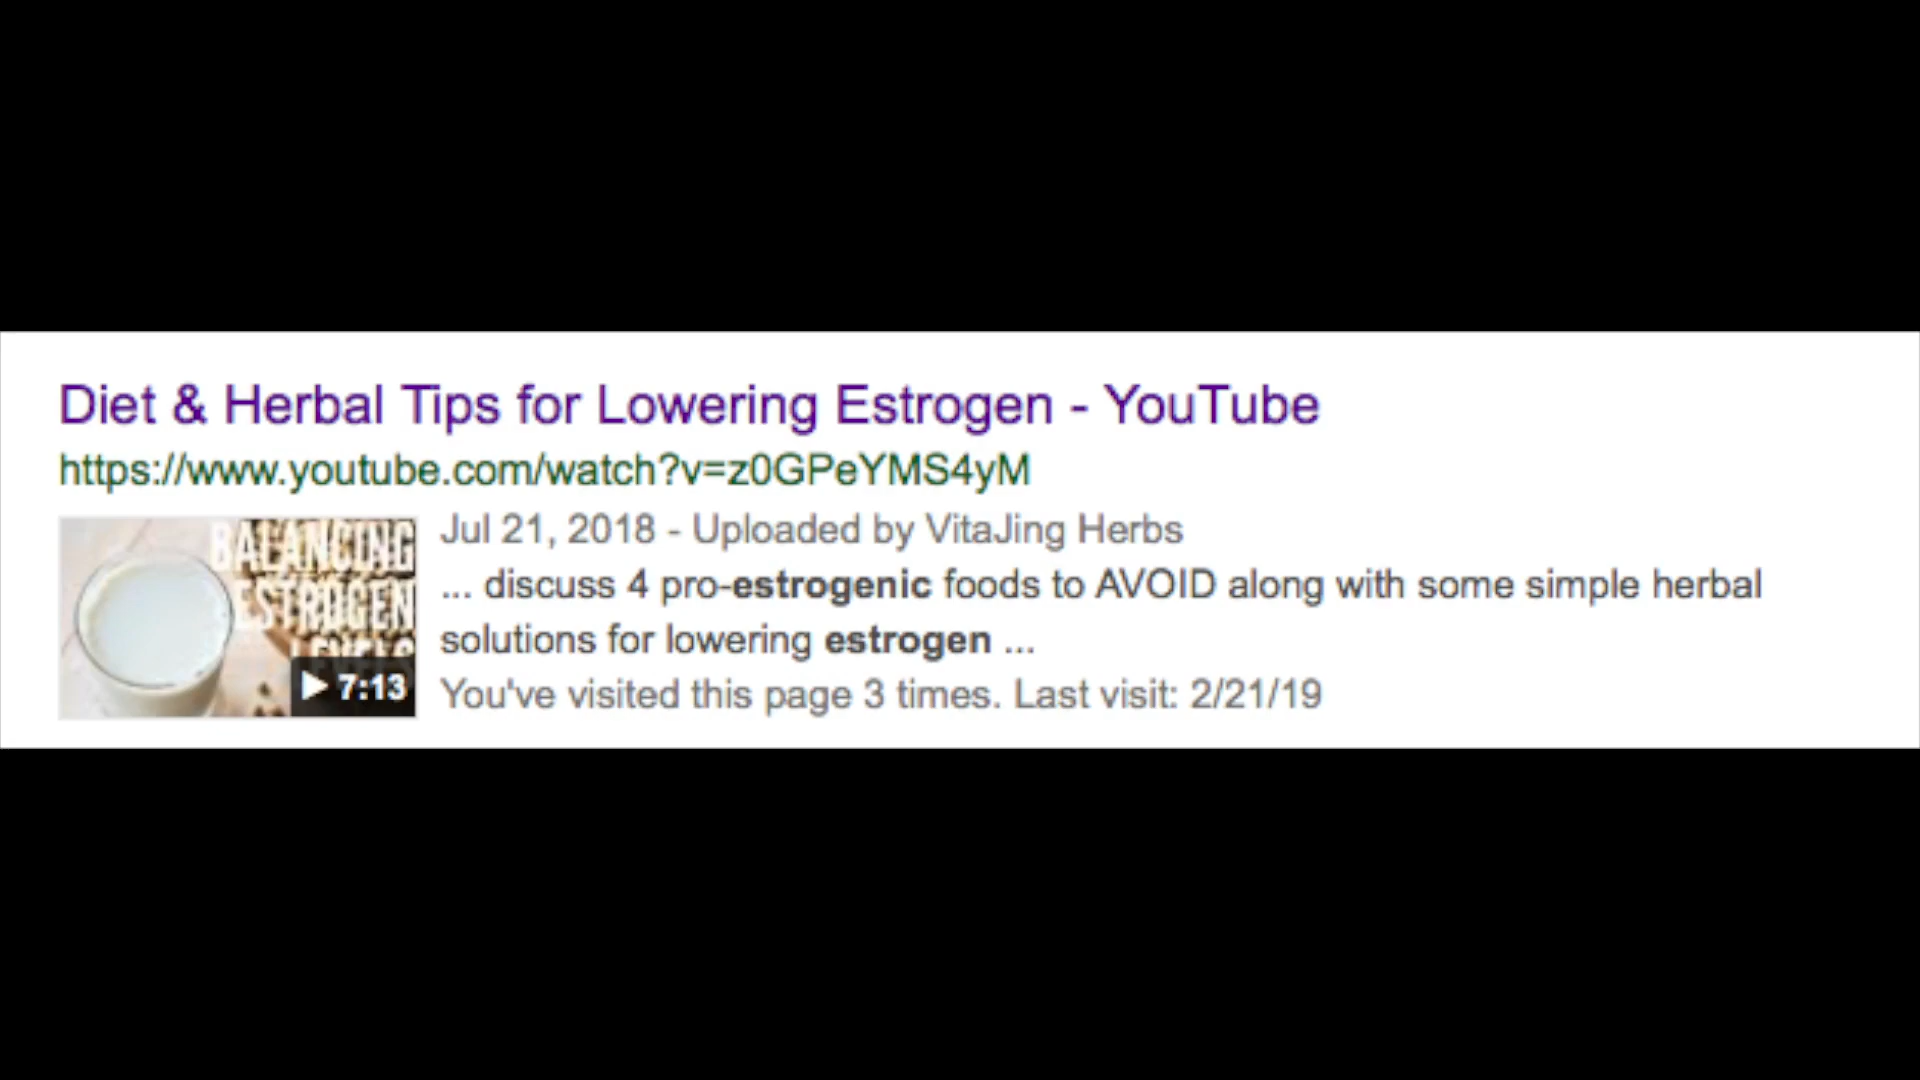 Diet & Herbal Tips for Lowering Estrogen - YouTube
https://www.youtube.com/watch?v=z0GPeYMS4yM
BALANCING
ESTROGEN
LEVELS
7:13
Jul 21, 2018 - Uploaded by VitaJing Herbs
... discuss 4 pro-estrogenic foods to AVOID along with some simple herbal
solutions for lowering estrogen ...
You've visited this page 3 times. Last visit: 2/21/19